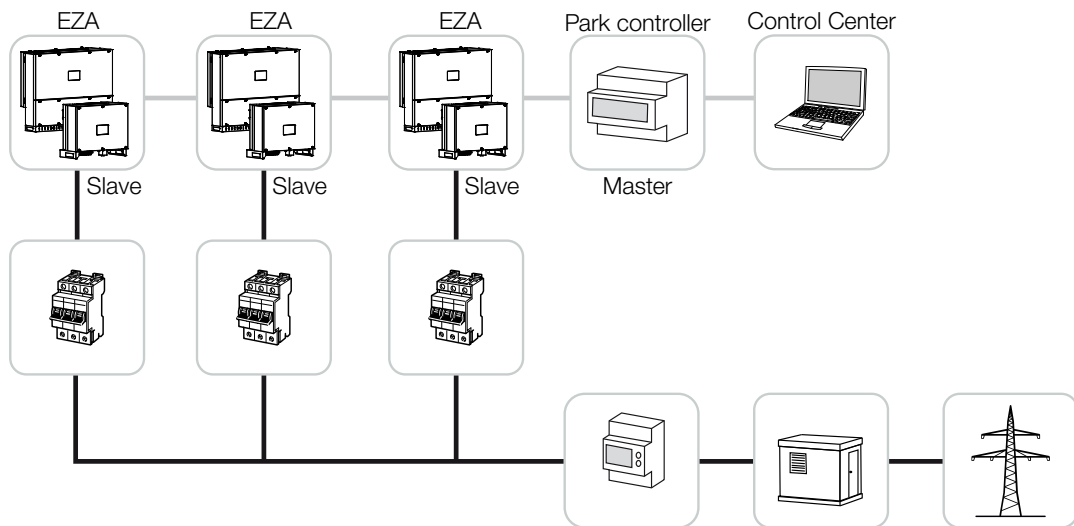 EZA
EZA
EZA
Park controller
Control Center
Slave
Slave
Slave
Master